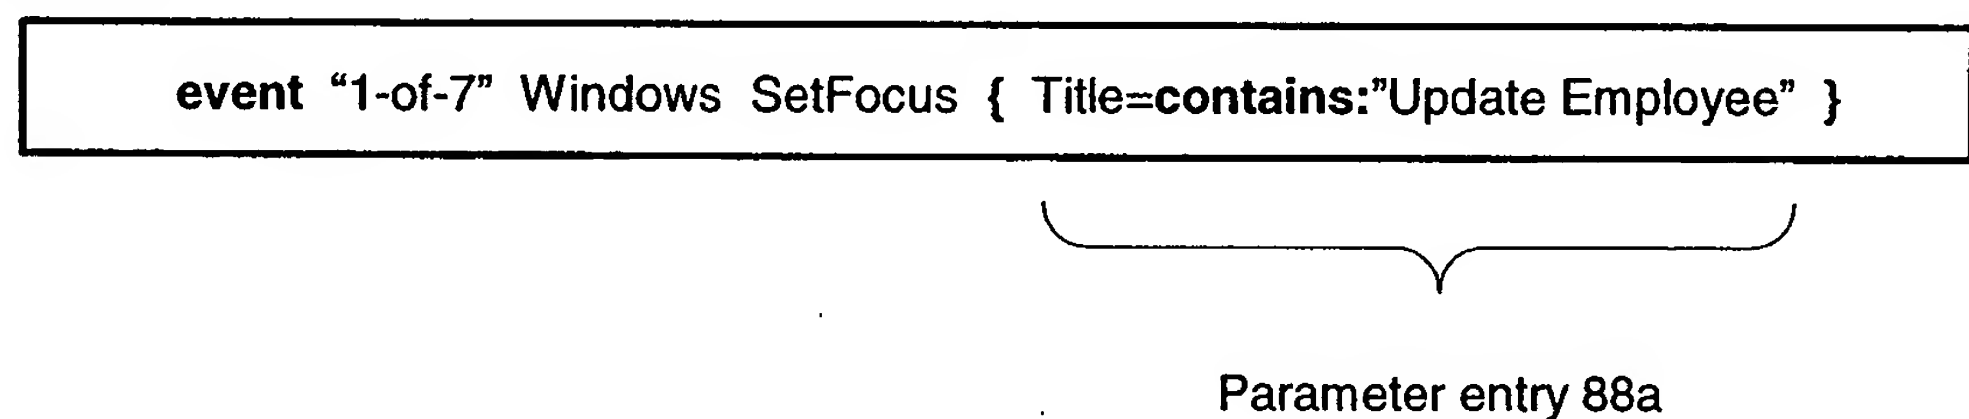 event “1-of-7” Windows SetFocus { Title=contains:”Update Employee” }
Parameter entry 88a